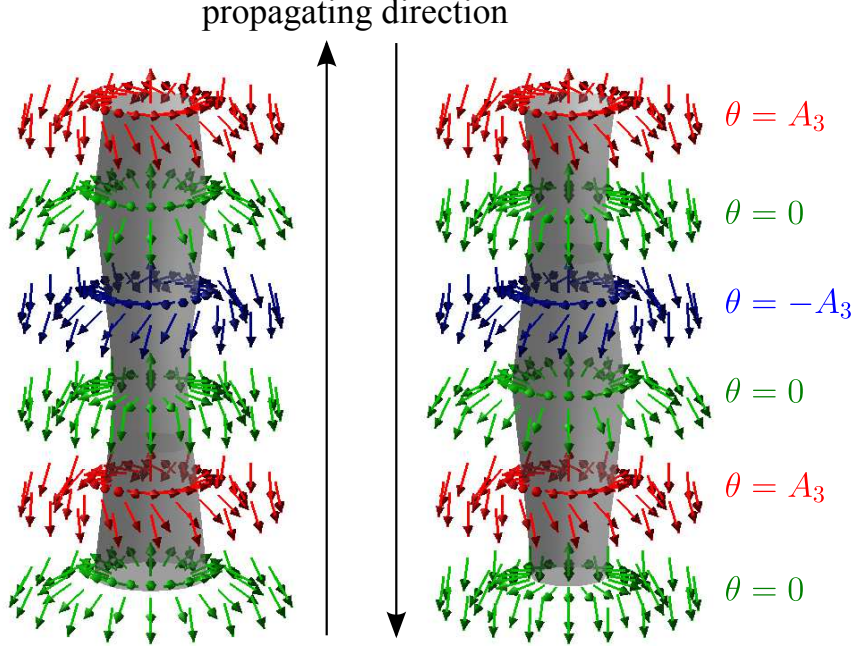 propagating direction
θ = A₃
θ = 0
θ = −A₃
θ = 0
θ = A₃
θ = 0